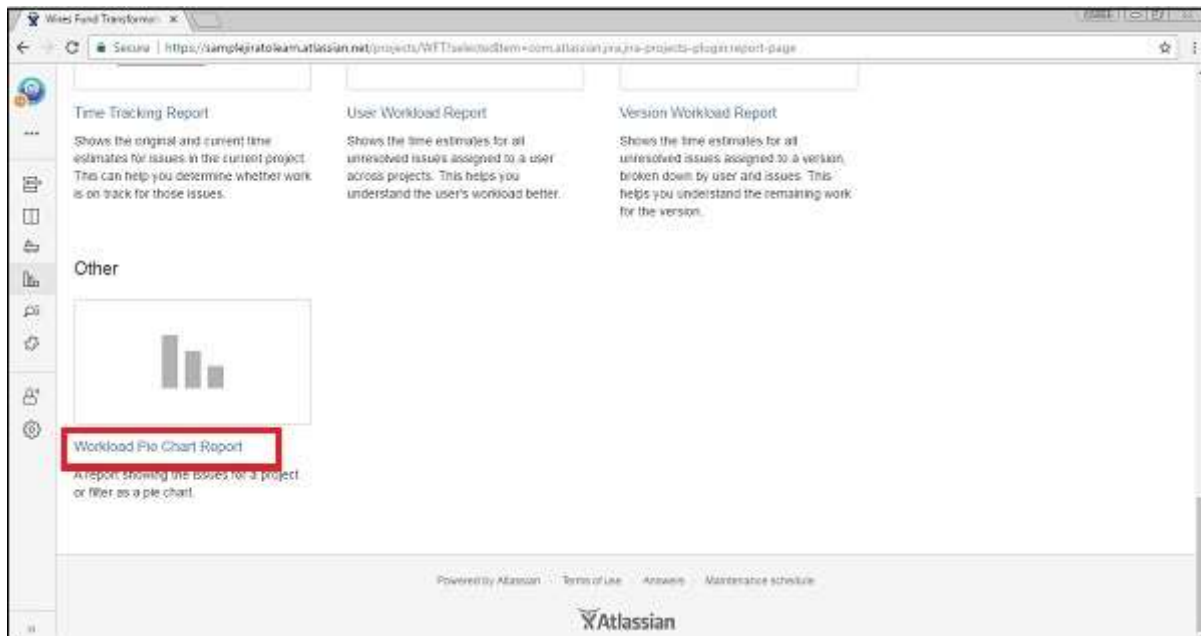 Wires Fund Transforma
Secure | https://samplejiratolearn.atlassian.net/projects/WFT?selectedItem=com.atlassian.jira.jira-projects-plugin:report-page
Time Tracking Report
Shows the original and current time
estimates for issues in the current project.
This can help you determine whether work
is on track for those issues.
User Workload Report
Shows the time estimates for all
unresolved issues assigned to a user
across projects. This helps you
understand the user's workload better.
Version Workload Report
Shows the time estimates for all
unresolved issues assigned to a version,
broken down by user and issues. This
helps you understand the remaining work
for the version.
Other
Workload Pie Chart Report
A report showing the issues for a project
or filter as a pie chart.
Powered by Atlassian Terms of use Answers Maintenance schedule
Atlassian